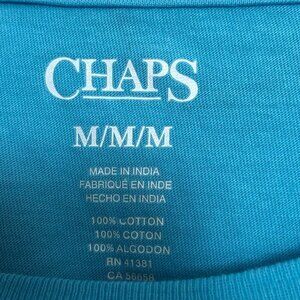 CHAPS
M/M/M
MADE IN INDIA
FABRIQUÉ EN INDE
HECHO EN INDIA
100% COTTON
100% COTON
100% ALGODON
RN 41381
CA 56658